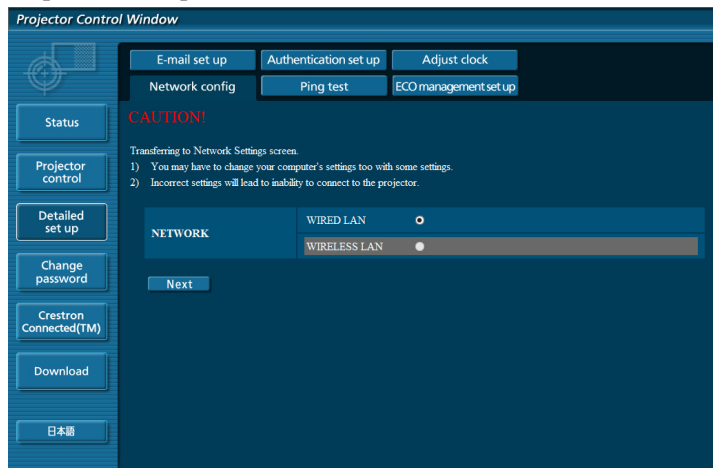 Projector Control Window
E-mail set up
Authentication set up
Adjust clock
Network config
Ping test
ECO management set up
Status
Projector
control
Detailed
set up
Change
password
Crestron
Connected(TM)
Download
日本語
CAUTION!
Transferring to Network Settings screen.
1) You may have to change your computer's settings too with some settings.
2) Incorrect settings will lead to inability to connect to the projector.
NETWORK
WIRED LAN
WIRELESS LAN
Next